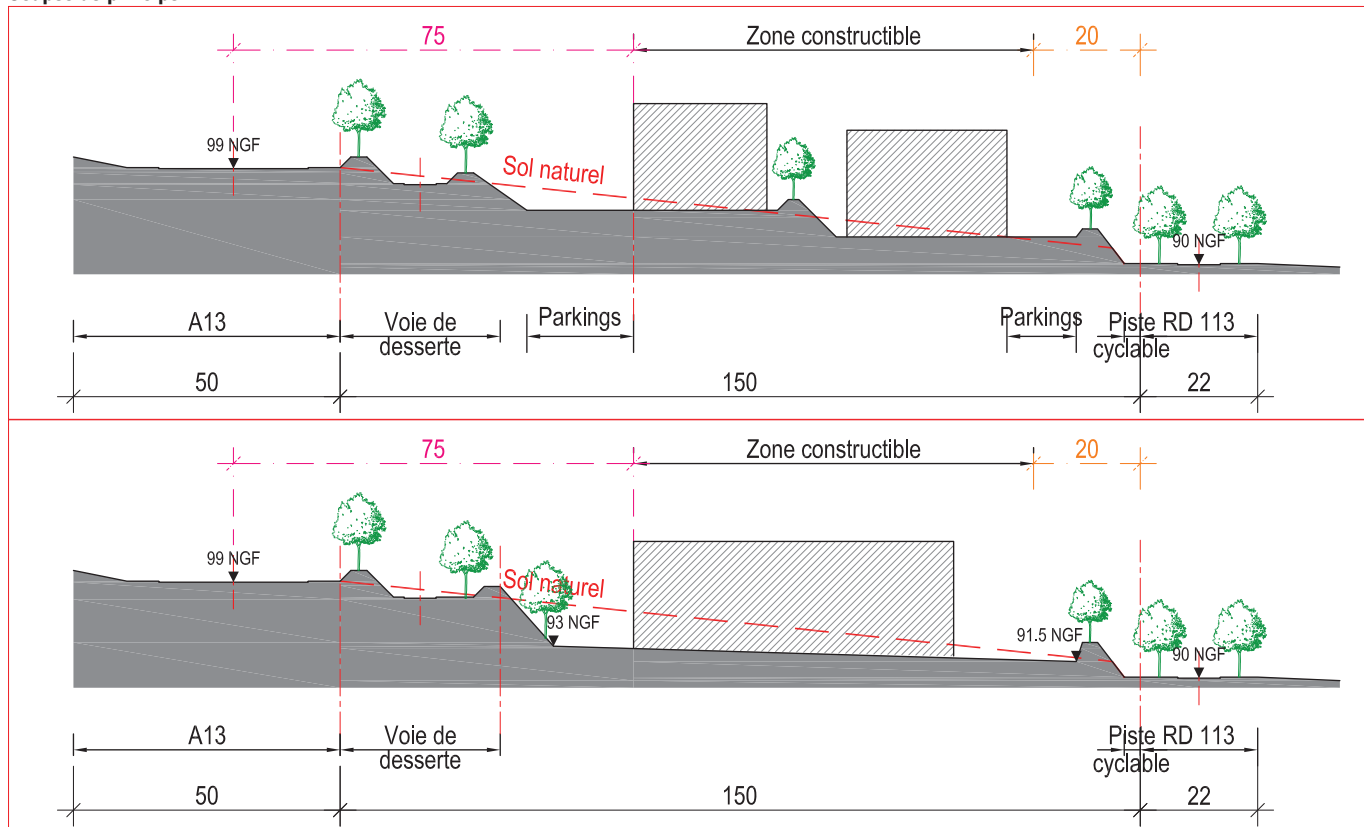 75
Zone constructible
20
99 NGF
Sol naturel
90 NGF
A13
Voie de
desserte
Parkings
Parkings
Piste RD 113
cyclable
50
150
22
75
Zone constructible
20
99 NGF
Sol naturel
93 NGF
91.5 NGF
90 NGF
A13
Voie de
desserte
Piste RD 113
cyclable
50
150
22